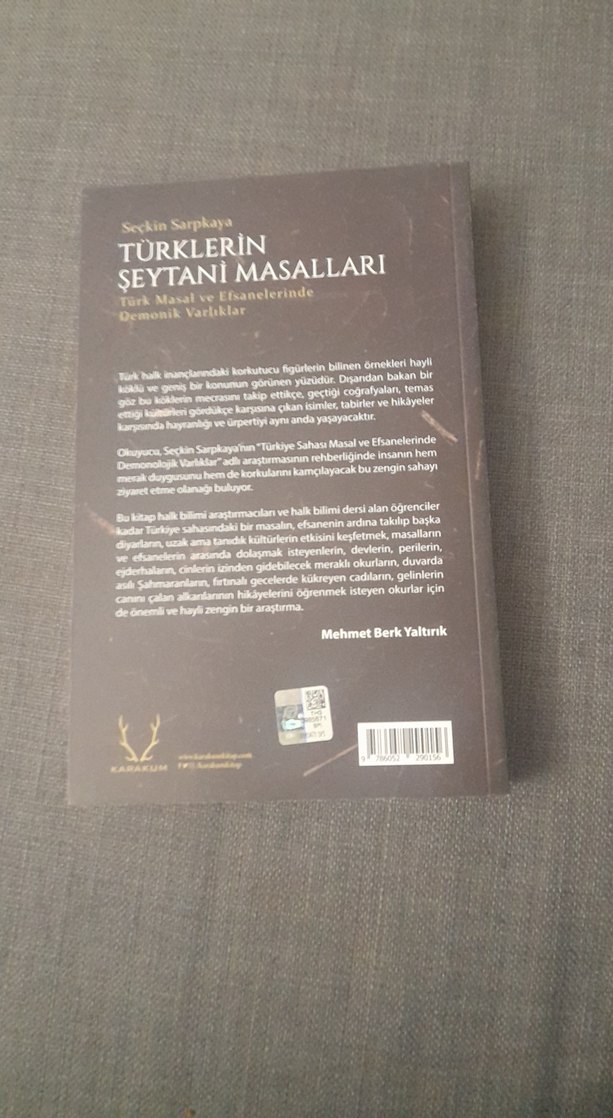 Seçkin Sarpkaya
TÜRKLERİN
ŞEYTANİ MASALLARI
Türk Masal ve Efsanelerinde
Demonik Varlıklar
Türk halk inançlarındaki korkutucu figürlerin bilinen örnekleri hayli
köklü ve geniş bir konunun görünen yüzüdür. Dışarıdan bakan bir
göz bu köklerin mecrasını takip ettikçe, geçtiği coğrafyaları, temas
ettiği kültürleri gördükçe karşısına çıkan isimler, tabirler ve hikâyeler
karşısında hayranlığı ve ürpertiyi aynı anda yaşayacaktır.
Okuyucu, Seçkin Sarpkaya'nın "Türkiye Sahası Masal ve Efsanelerinde
Demonolojik Varlıklar" adlı araştırmasının rehberliğinde insanın hem
merak duygusunu hem de korkularını kamçılayacak bu zengin sahayı
ziyaret etme olanağı buluyor.
Bu kitap halk bilimi araştırmacıları ve halk bilimi dersi alan öğrenciler
kadar Türkiye sahasındaki bir masalın, efsanenin ardına takılıp başka
diyarların, uzak ama tanıdık kültürlerin etkisini keşfetmek, masalların
ve efsanelerin arasında dolaşmak isteyenlerin, devlerin, perilerin,
ejderhaların, cinlerin izinden gidebilecek meraklı okurların, duvarda
asılı Şahmaranların, fırtınalı gecelerde kükreyen cadıların, gelinlerin
canını çalan alkarılarının hikâyelerini öğrenmek isteyen okurlar için
de önemli ve hayli zengin bir araştırma.
Mehmet Berk Yaltırık
KARAKUM
www.karakumkitap.com
9 786052 290156